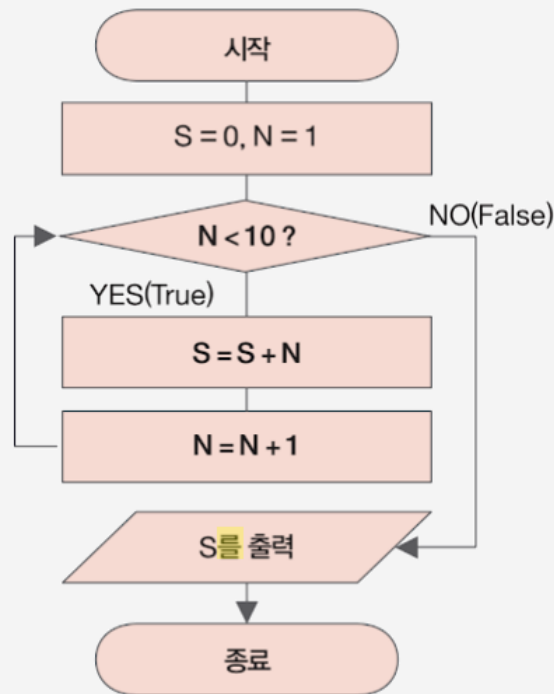 시작
S = 0, N = 1
N < 10 ?
NO(False)
YES(True)
S = S + N
N = N + 1
S를 출력
종료